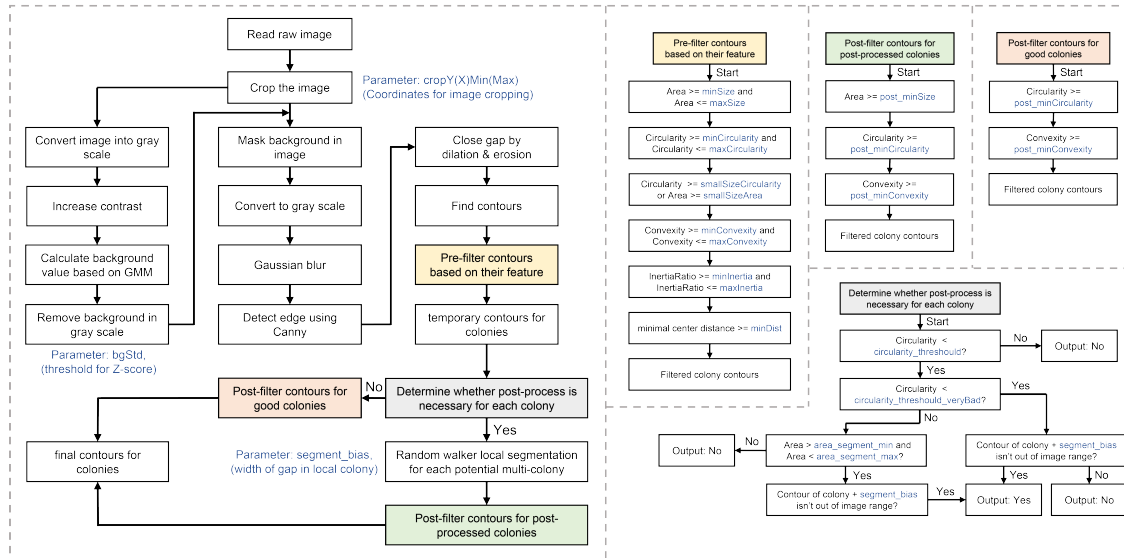 Read raw image
Crop the image
Parameter: cropY(X)Min(Max)
(Coordinates for image cropping)
Convert image into gray
scale
Increase contrast
Calculate background
value based on GMM
Remove background in
gray scale
Parameter: bgStd,
(threshold for Z-score)
Mask background in
image
Convert to gray scale
Gaussian blur
Detect edge using
Canny
Close gap by
dilation & erosion
Find contours
Pre-filter contours
based on their feature
temporary contours for
colonies
Determine whether post-process is
necessary for each colony
No
Post-filter contours for
good colonies
Yes
Random walker local segmentation
for each potential multi-colony
Parameter: segment_bias,
(width of gap in local colony)
Post-filter contours for post-
processed colonies
final contours for
colonies
Pre-filter contours
based on their feature
Start
Area >= minSize and
Area <= maxSize
Circularity >= minCircularity and
Circularity <= maxCircularity
Circularity >= smallSizeCircularity
or Area >= smallSizeArea
Convexity >= minConvexity and
Convexity <= maxConvexity
InertiaRatio >= minInertia and
InertiaRatio <= maxInertia
minimal center distance >= minDist
Filtered colony contours
Post-filter contours for
post-processed colonies
Start
Area >= post_minSize
Circularity >=
post_minCircularity
Convexity >=
post_minConvexity
Filtered colony contours
Post-filter contours for
good colonies
Start
Circularity >=
post_minCircularity
Convexity >=
post_minConvexity
Filtered colony contours
Determine whether post-process is
necessary for each colony
Start
Circularity <
circularity_threshould?
No
Output: No
Yes
Circularity <
circularity_threshold_veryBad?
Yes
No
Area > area_segment_min and
Area < area_segment_max?
No
Output: No
Yes
Contour of colony + segment_bias
isn't out of image range?
Yes
Output: Yes
Contour of colony + segment_bias
isn't out of image range?
Yes
No
Output: No